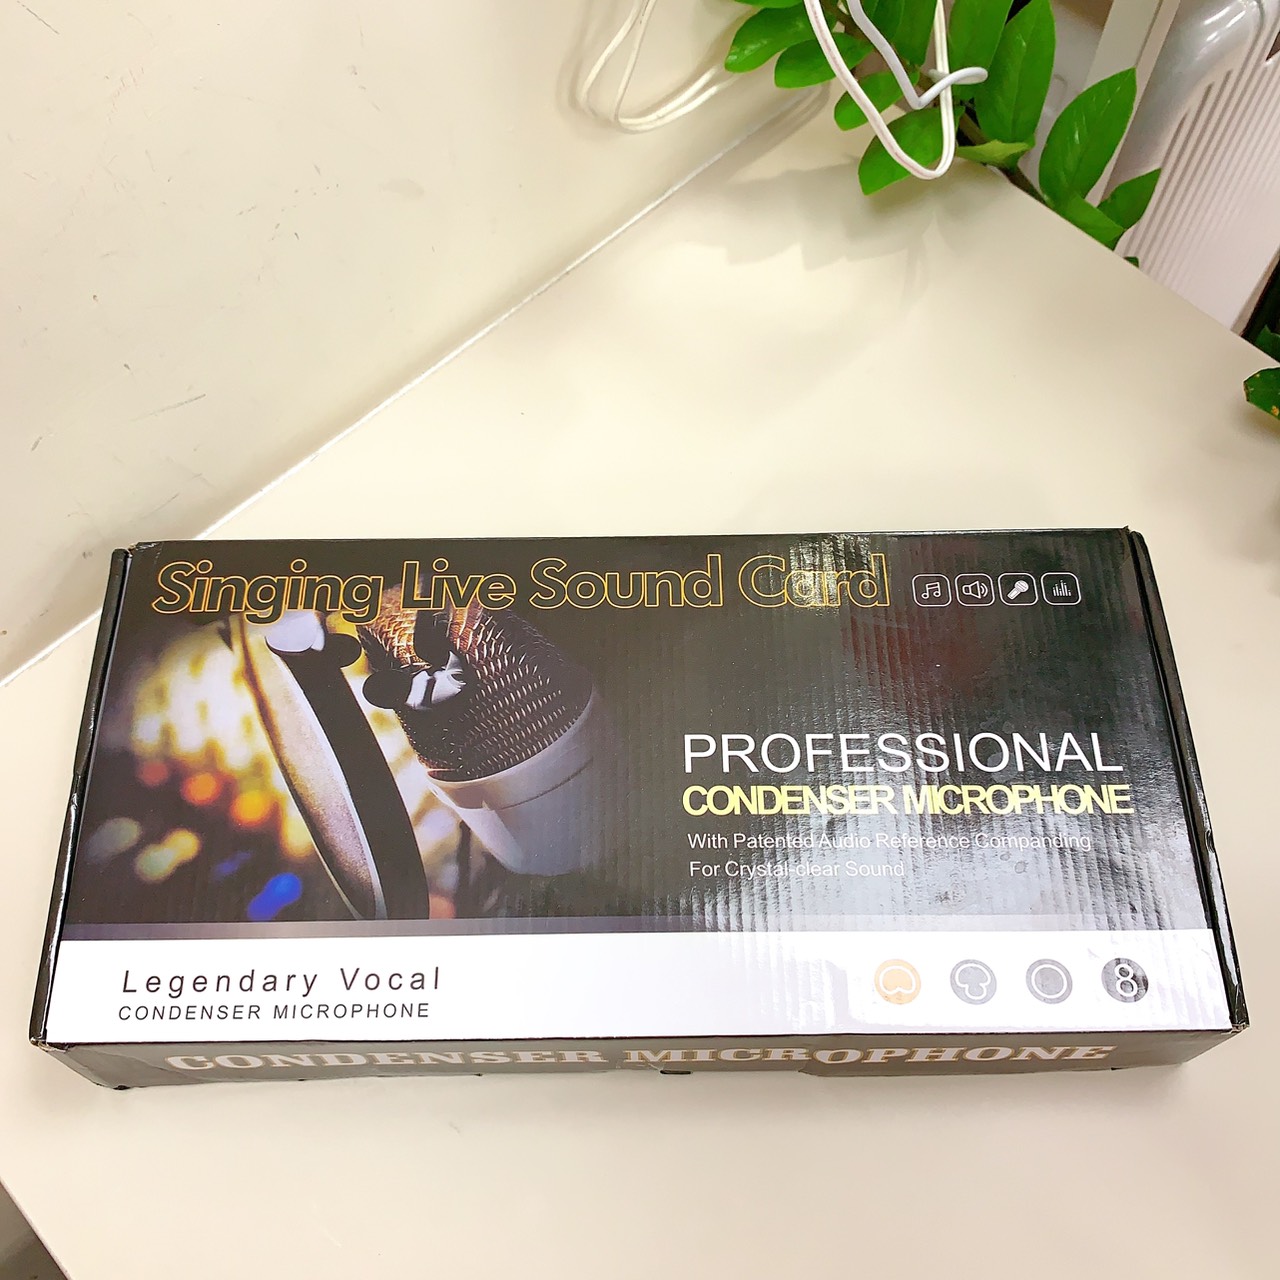 Singing Live Sound Card
PROFESSIONAL
CONDENSER MICROPHONE
With Patented Audio Reference Companding
For Crystal-clear Sound
Legendary Vocal
CONDENSER MICROPHONE
8
CONDENSER MICROPHONE